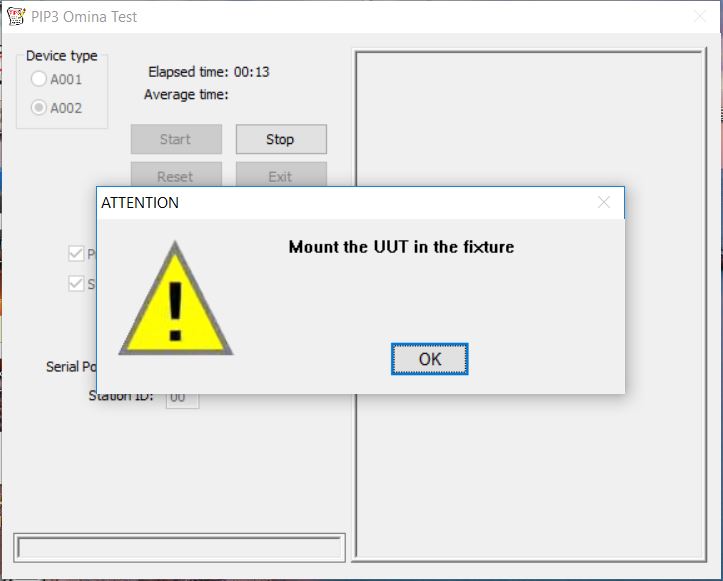 PIP3 Omina Test
Device type
A001
A002
Elapsed time: 00:13
Average time:
Start
Stop
Reset
Exit
ATTENTION
Mount the UUT in the fixture
OK
Serial
Station ID: 00